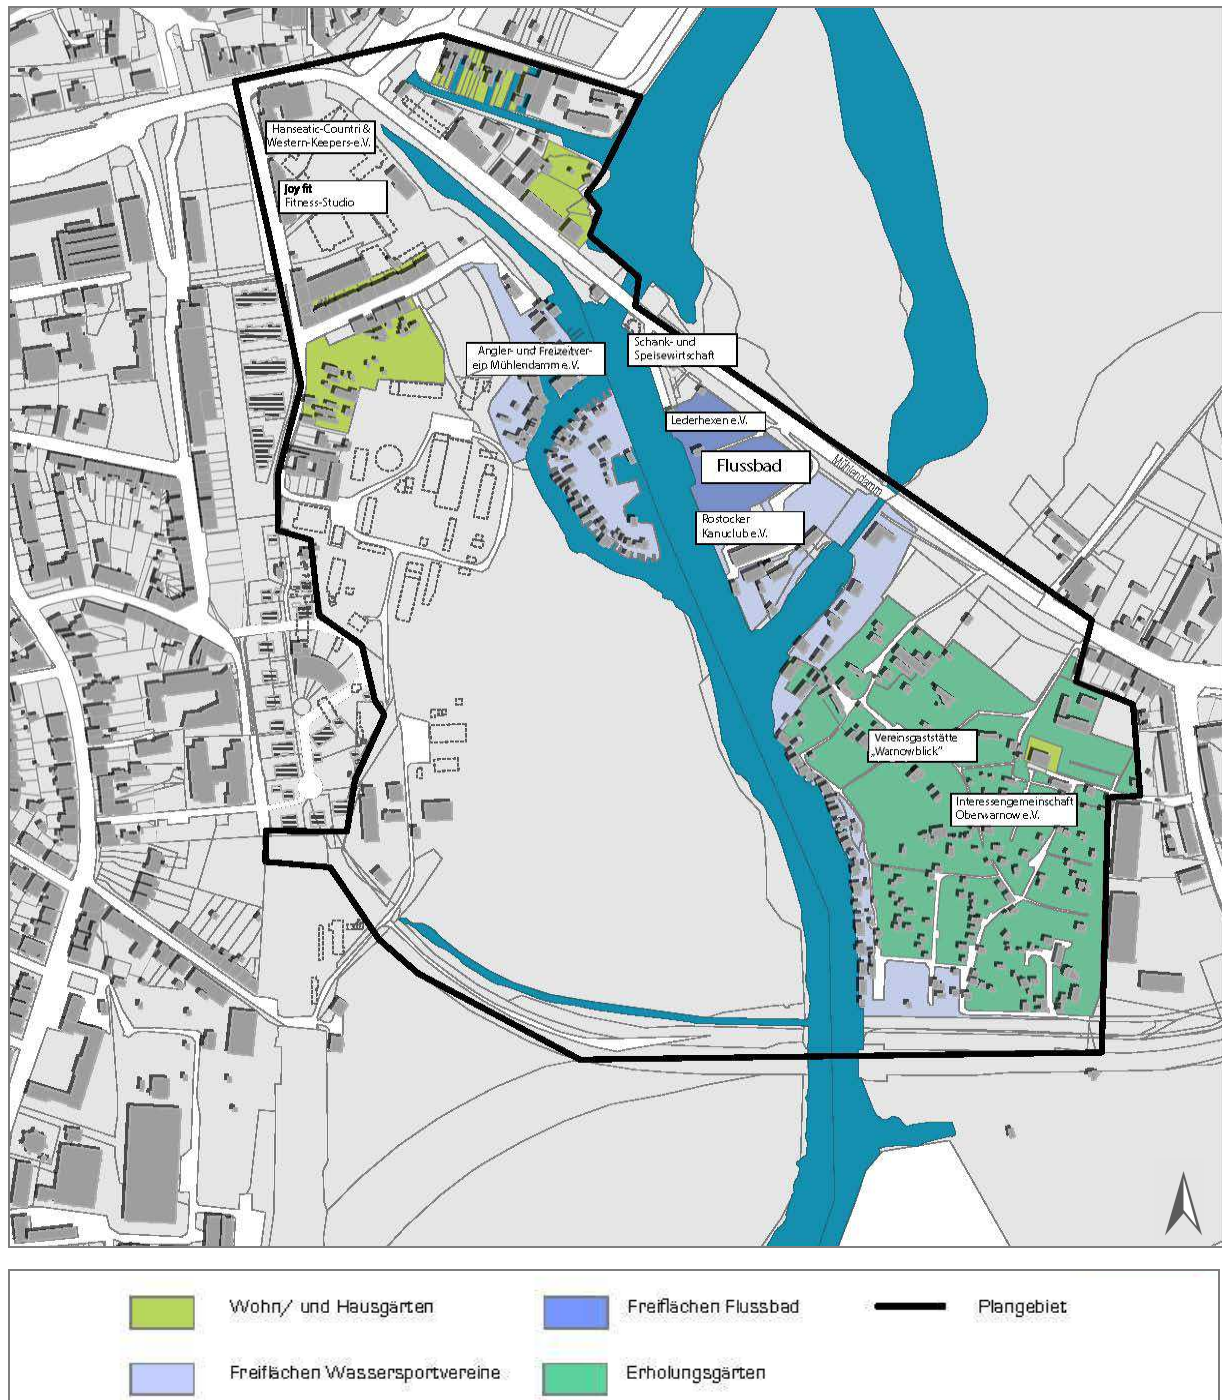 Hanseatic-Countri &
Western-Keepers-e.V.
Joy fit
Fitness-Studio
Angler- und Freizeitver-
ein Mühlendamm e.V.
Schank- und
Speisewirtschaft
Lederhexen e.V.
Flussbad
Mühlendamm
Rostocker
Kanuclub e.V.
Vereinsgaststätte
„Warnowblick"
Interessengemeinschaft
Oberwarnow e.V.
Wohn/ und Hausgärten
Freiflächen Flussbad
Plangebiet
Freiflächen Wassersportvereine
Erholungsgärten